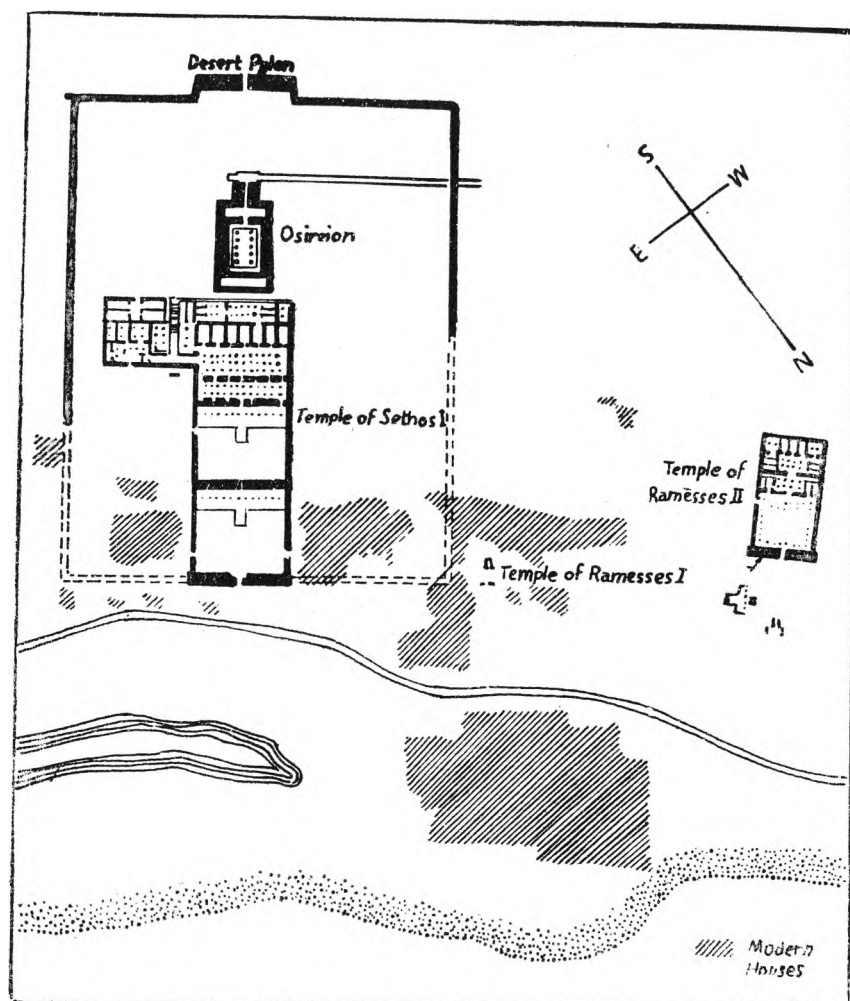 Desert Pylon
S
W
E
N
Osireion
Temple of Sethos I
Temple of
Ramesses II
Temple of Ramesses I
Modern
Houses